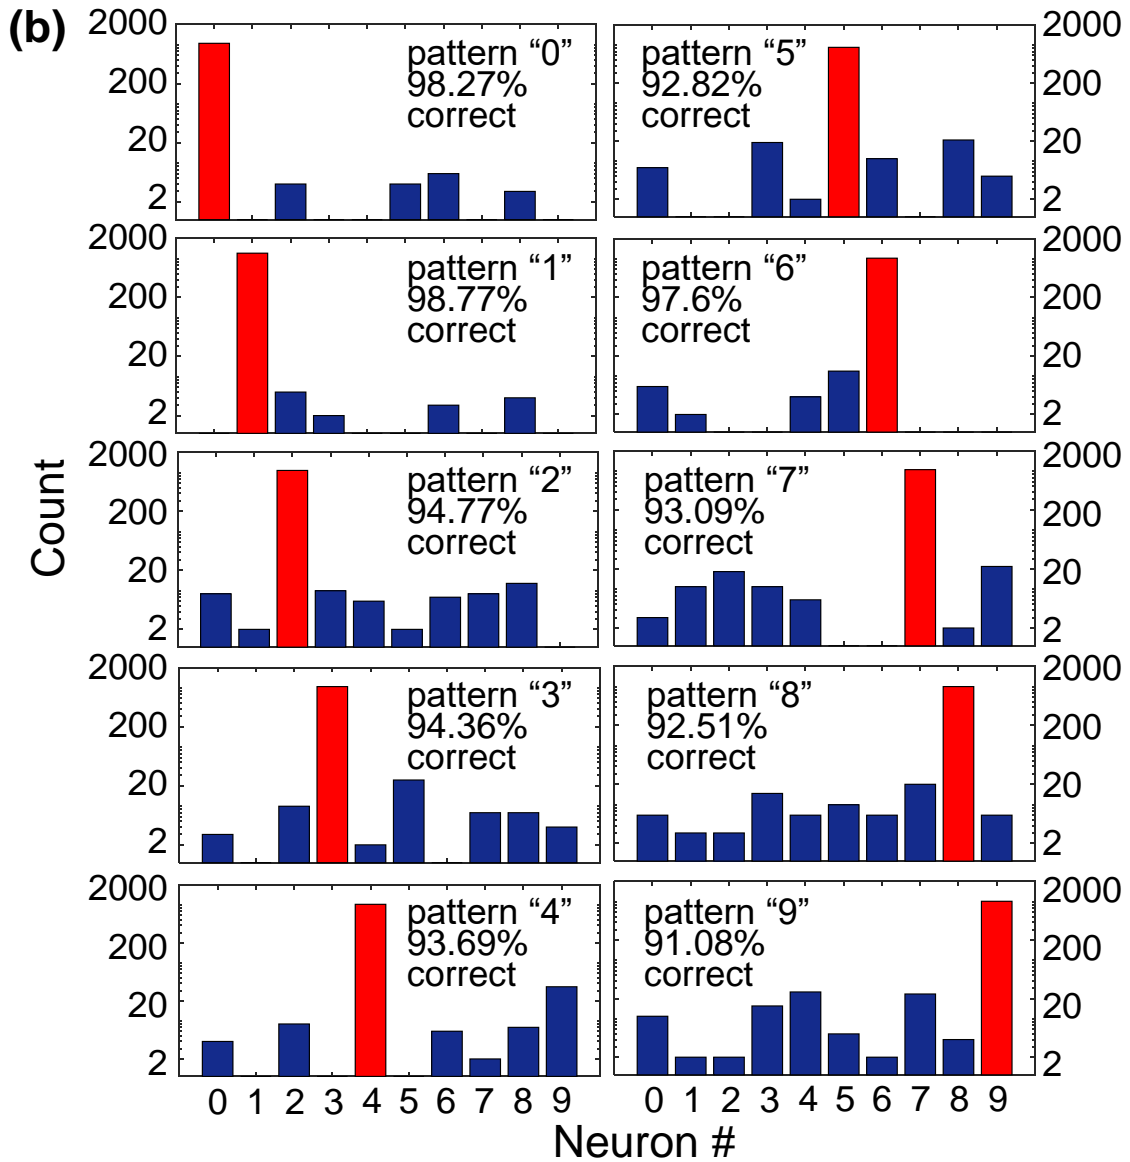 (b)
2000
200
20
2
pattern “0”
98.27%
correct
pattern “5”
92.82%
correct
2000
200
20
2
2000
200
20
2
pattern “1”
98.77%
correct
pattern “6”
97.6%
correct
2000
200
20
2
Count
2000
200
20
2
pattern “2”
94.77%
correct
pattern “7”
93.09%
correct
2000
200
20
2
2000
200
20
2
pattern “3”
94.36%
correct
pattern “8”
92.51%
correct
2000
200
20
2
2000
200
20
2
pattern “4”
93.69%
correct
pattern “9”
91.08%
correct
2000
200
20
2
0 1 2 3 4 5 6 7 8 9
0 1 2 3 4 5 6 7 8 9
Neuron #